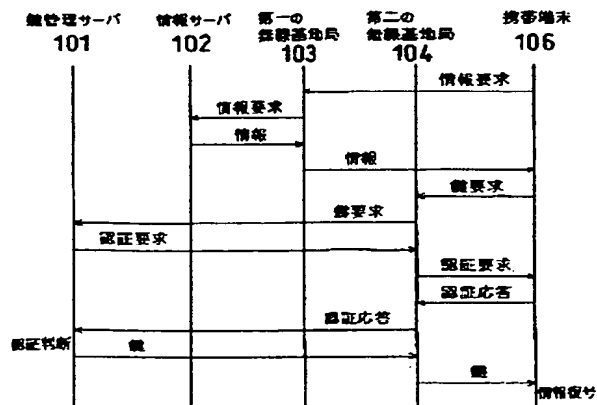 鍵管理サーバ 情報サーバ 第一の 第二の 携帯端末
無線基地局 無線基地局
101 102 103 104 106
情報要求
情報要求
情報
情報
鍵要求
鍵要求
認証要求
認証要求
認証応答
認証応答
認証判断 鍵
鍵
情報復号